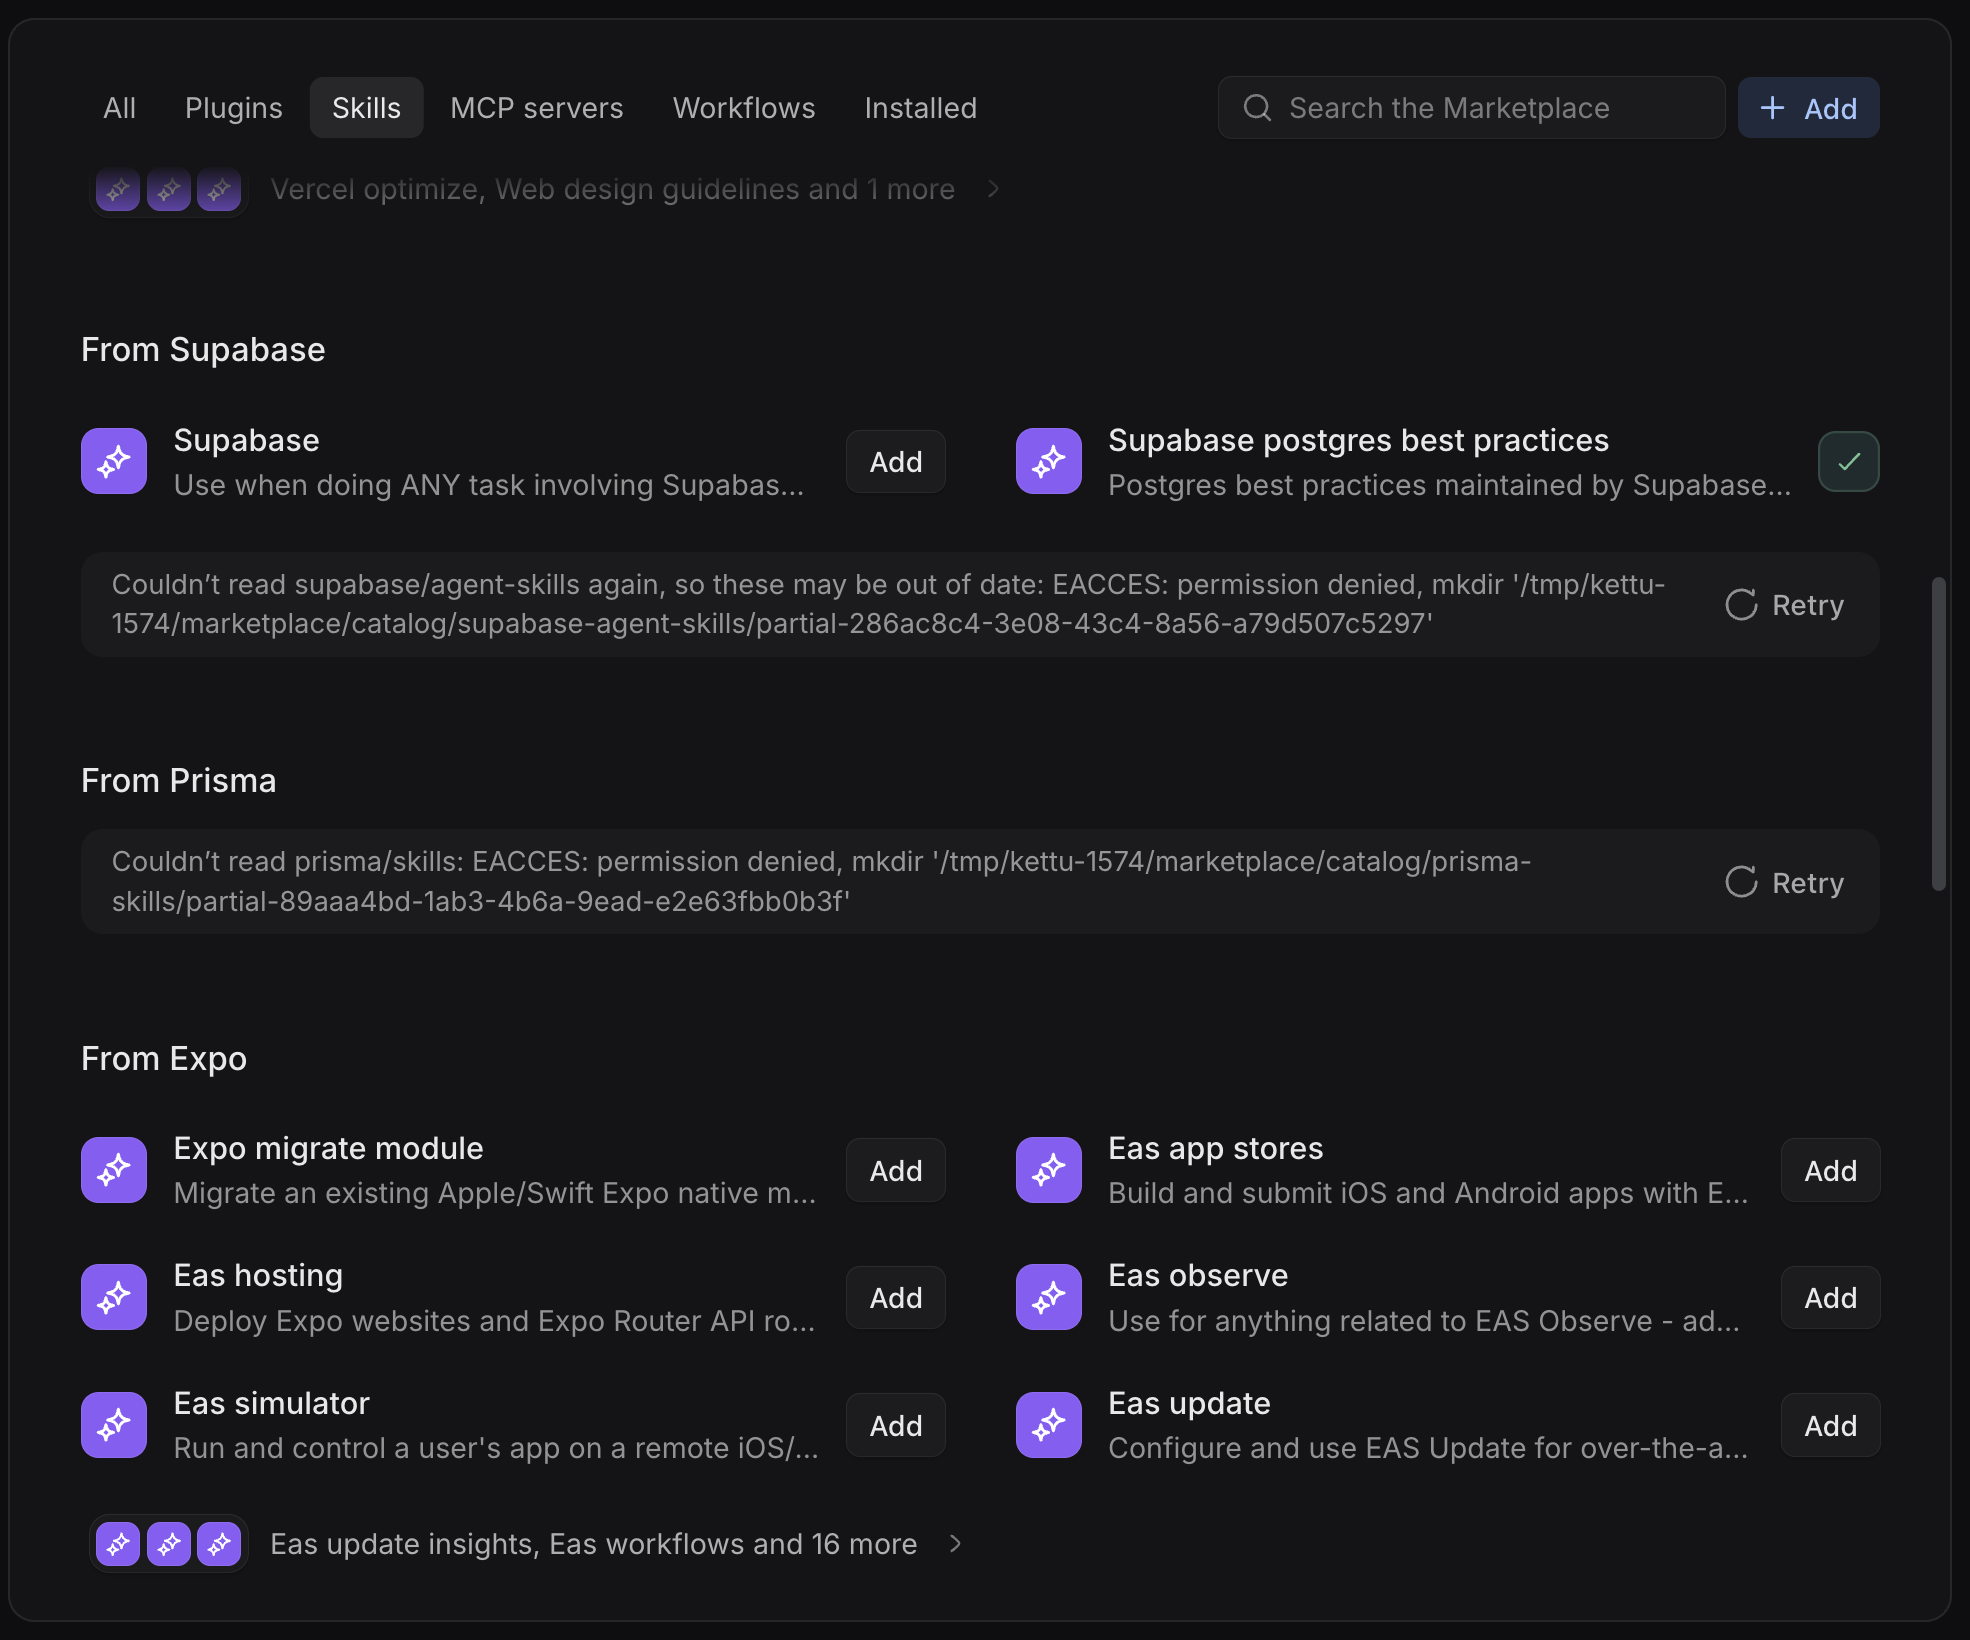 All
Plugins
Skills
MCP servers
Workflows
Installed
Search the Marketplace
Add
Vercel optimize, Web design guidelines and 1 more
From Supabase
Supabase
Use when doing ANY task involving Supabas...
Add
Supabase postgres best practices
Postgres best practices maintained by Supabase...
Couldn’t read supabase/agent-skills again, so these may be out of date: EACCES: permission denied, mkdir '/tmp/kettu-
1574/marketplace/catalog/supabase-agent-skills/partial-286ac8c4-3e08-43c4-8a56-a79d507c5297'
Retry
From Prisma
Couldn’t read prisma/skills: EACCES: permission denied, mkdir '/tmp/kettu-1574/marketplace/catalog/prisma-
skills/partial-89aaa4bd-1ab3-4b6a-9ead-e2e63fbb0b3f'
Retry
From Expo
Expo migrate module
Migrate an existing Apple/Swift Expo native m...
Add
Eas app stores
Build and submit iOS and Android apps with E...
Add
Eas hosting
Deploy Expo websites and Expo Router API ro...
Add
Eas observe
Use for anything related to EAS Observe - ad...
Add
Eas simulator
Run and control a user's app on a remote iOS/...
Add
Eas update
Configure and use EAS Update for over-the-a...
Add
Eas update insights, Eas workflows and 16 more